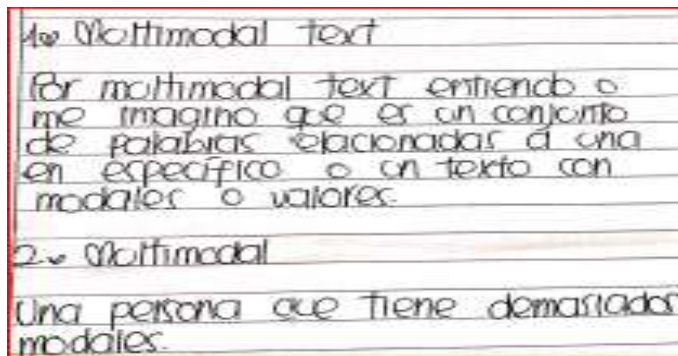 1. Multimodal text
Por multimodal text entiendo o
me imagino que es un conjunto
de palabras relacionadas a una
en específico o un texto con
modales o valores.
2. Multimodal
Una persona que tiene demasiados
modales.